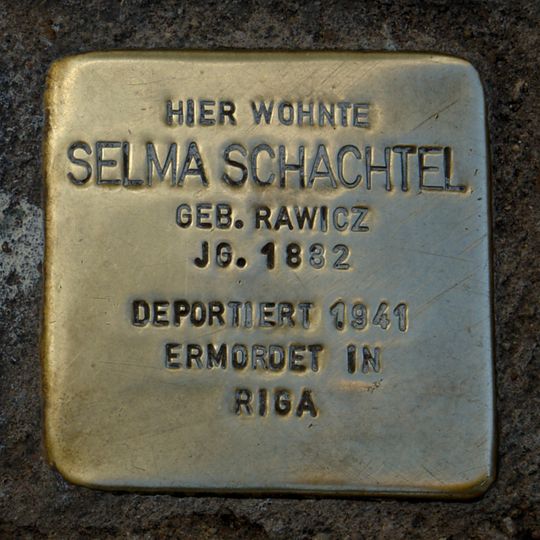 HIER WOHNTE
SELMA SCHACHTEL
GEB. RAWICZ
JG. 1882
DEPORTIERT 1941
ERMORDET IN
RIGA